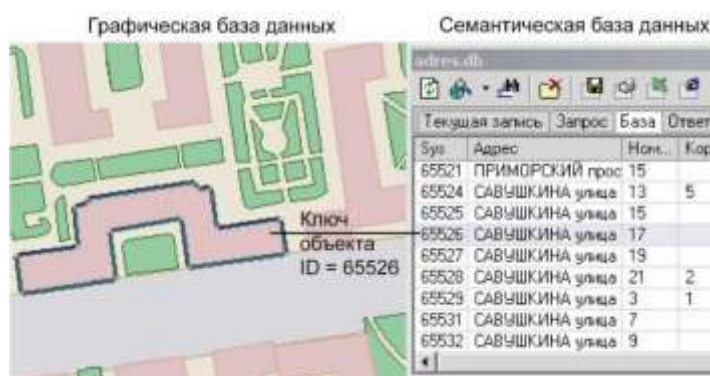 Графическая база данных
Семантическая база данных
adres.db
Текущая запись Запрос База Ответ
Sys Адрес Ном... Кор
65521 ПРИМОРСКИЙ прос 15
65524 САВУШКИНА улица 13 5
65525 САВУШКИНА улица 15
65526 САВУШКИНА улица 17
65527 САВУШКИНА улица 19
65528 САВУШКИНА улица 21 2
65529 САВУШКИНА улица 3 1
65531 САВУШКИНА улица 7
65532 САВУШКИНА улица 9
Ключ
объекта
ID = 65526